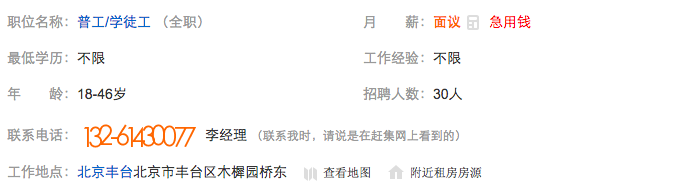 职位名称：普工/学徒工（全职） 月 薪：面议 急用钱
最低学历：不限 工作经验：不限
年 龄：18-46岁 招聘人数：30人
联系电话：132-61430077 李经理（联系我时，请说是在赶集网上看到的）
工作地点：北京丰台北京市丰台区木樨园桥东 查看地图 附近租房房源